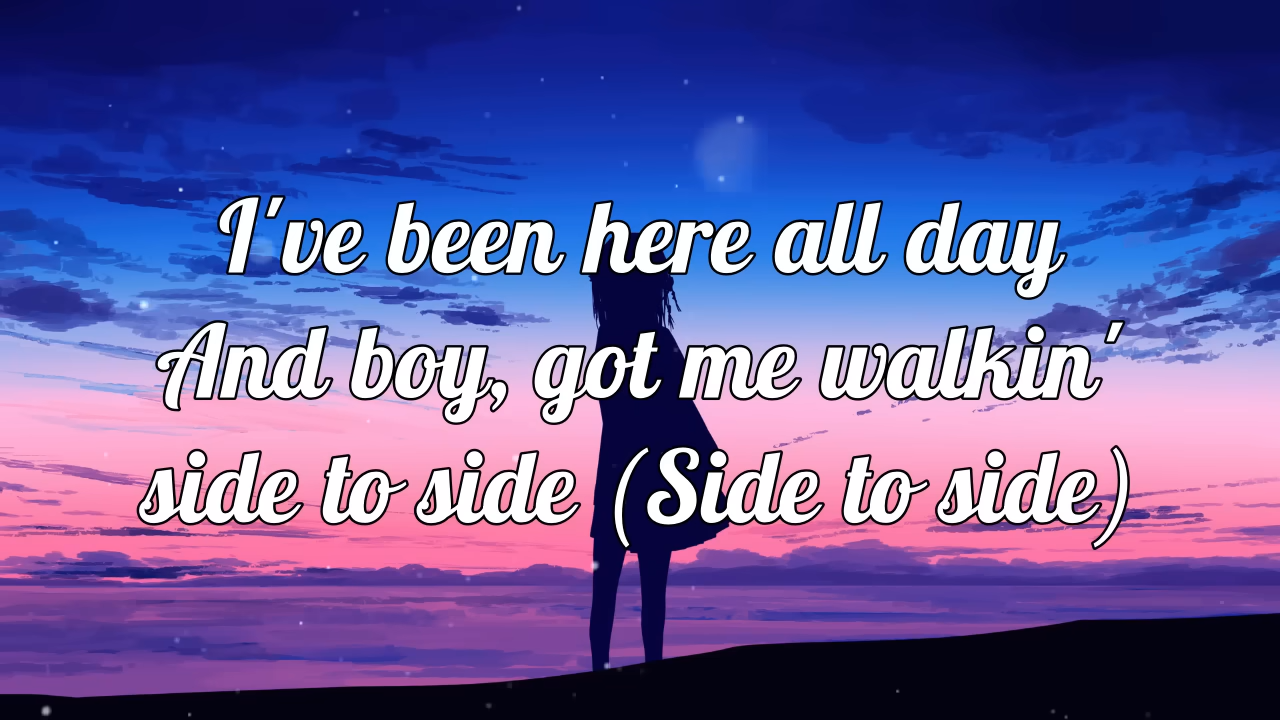 I've been here all day
And boy, got me walkin'
side to side (Side to side)